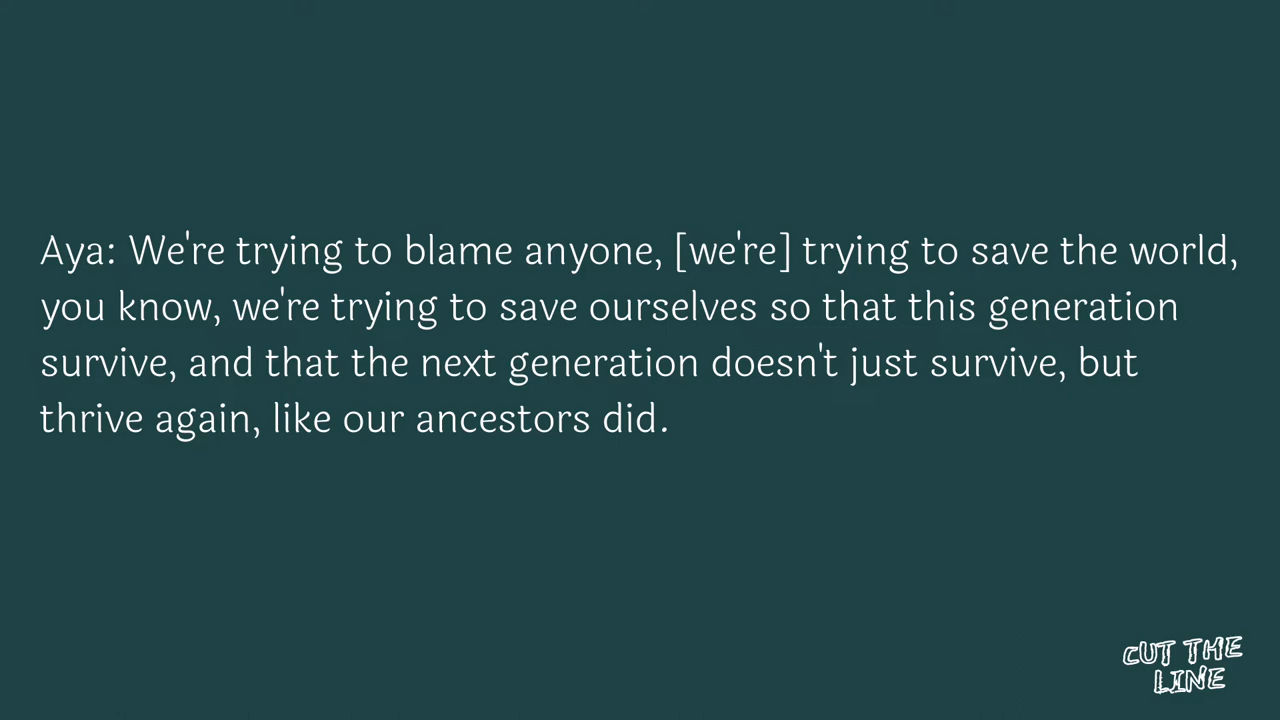 Aya: We're trying to blame anyone, [we're] trying to save the world,
you know, we're trying to save ourselves so that this generation
survive, and that the next generation doesn't just survive, but
thrive again, like our ancestors did.
CUT THE
LINE